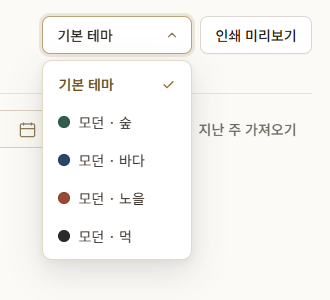 기본 테마
인쇄 미리보기
기본 테마
모던 · 숲
지난 주 가져오기
모던 · 바다
모던 · 노을
모던 · 먹